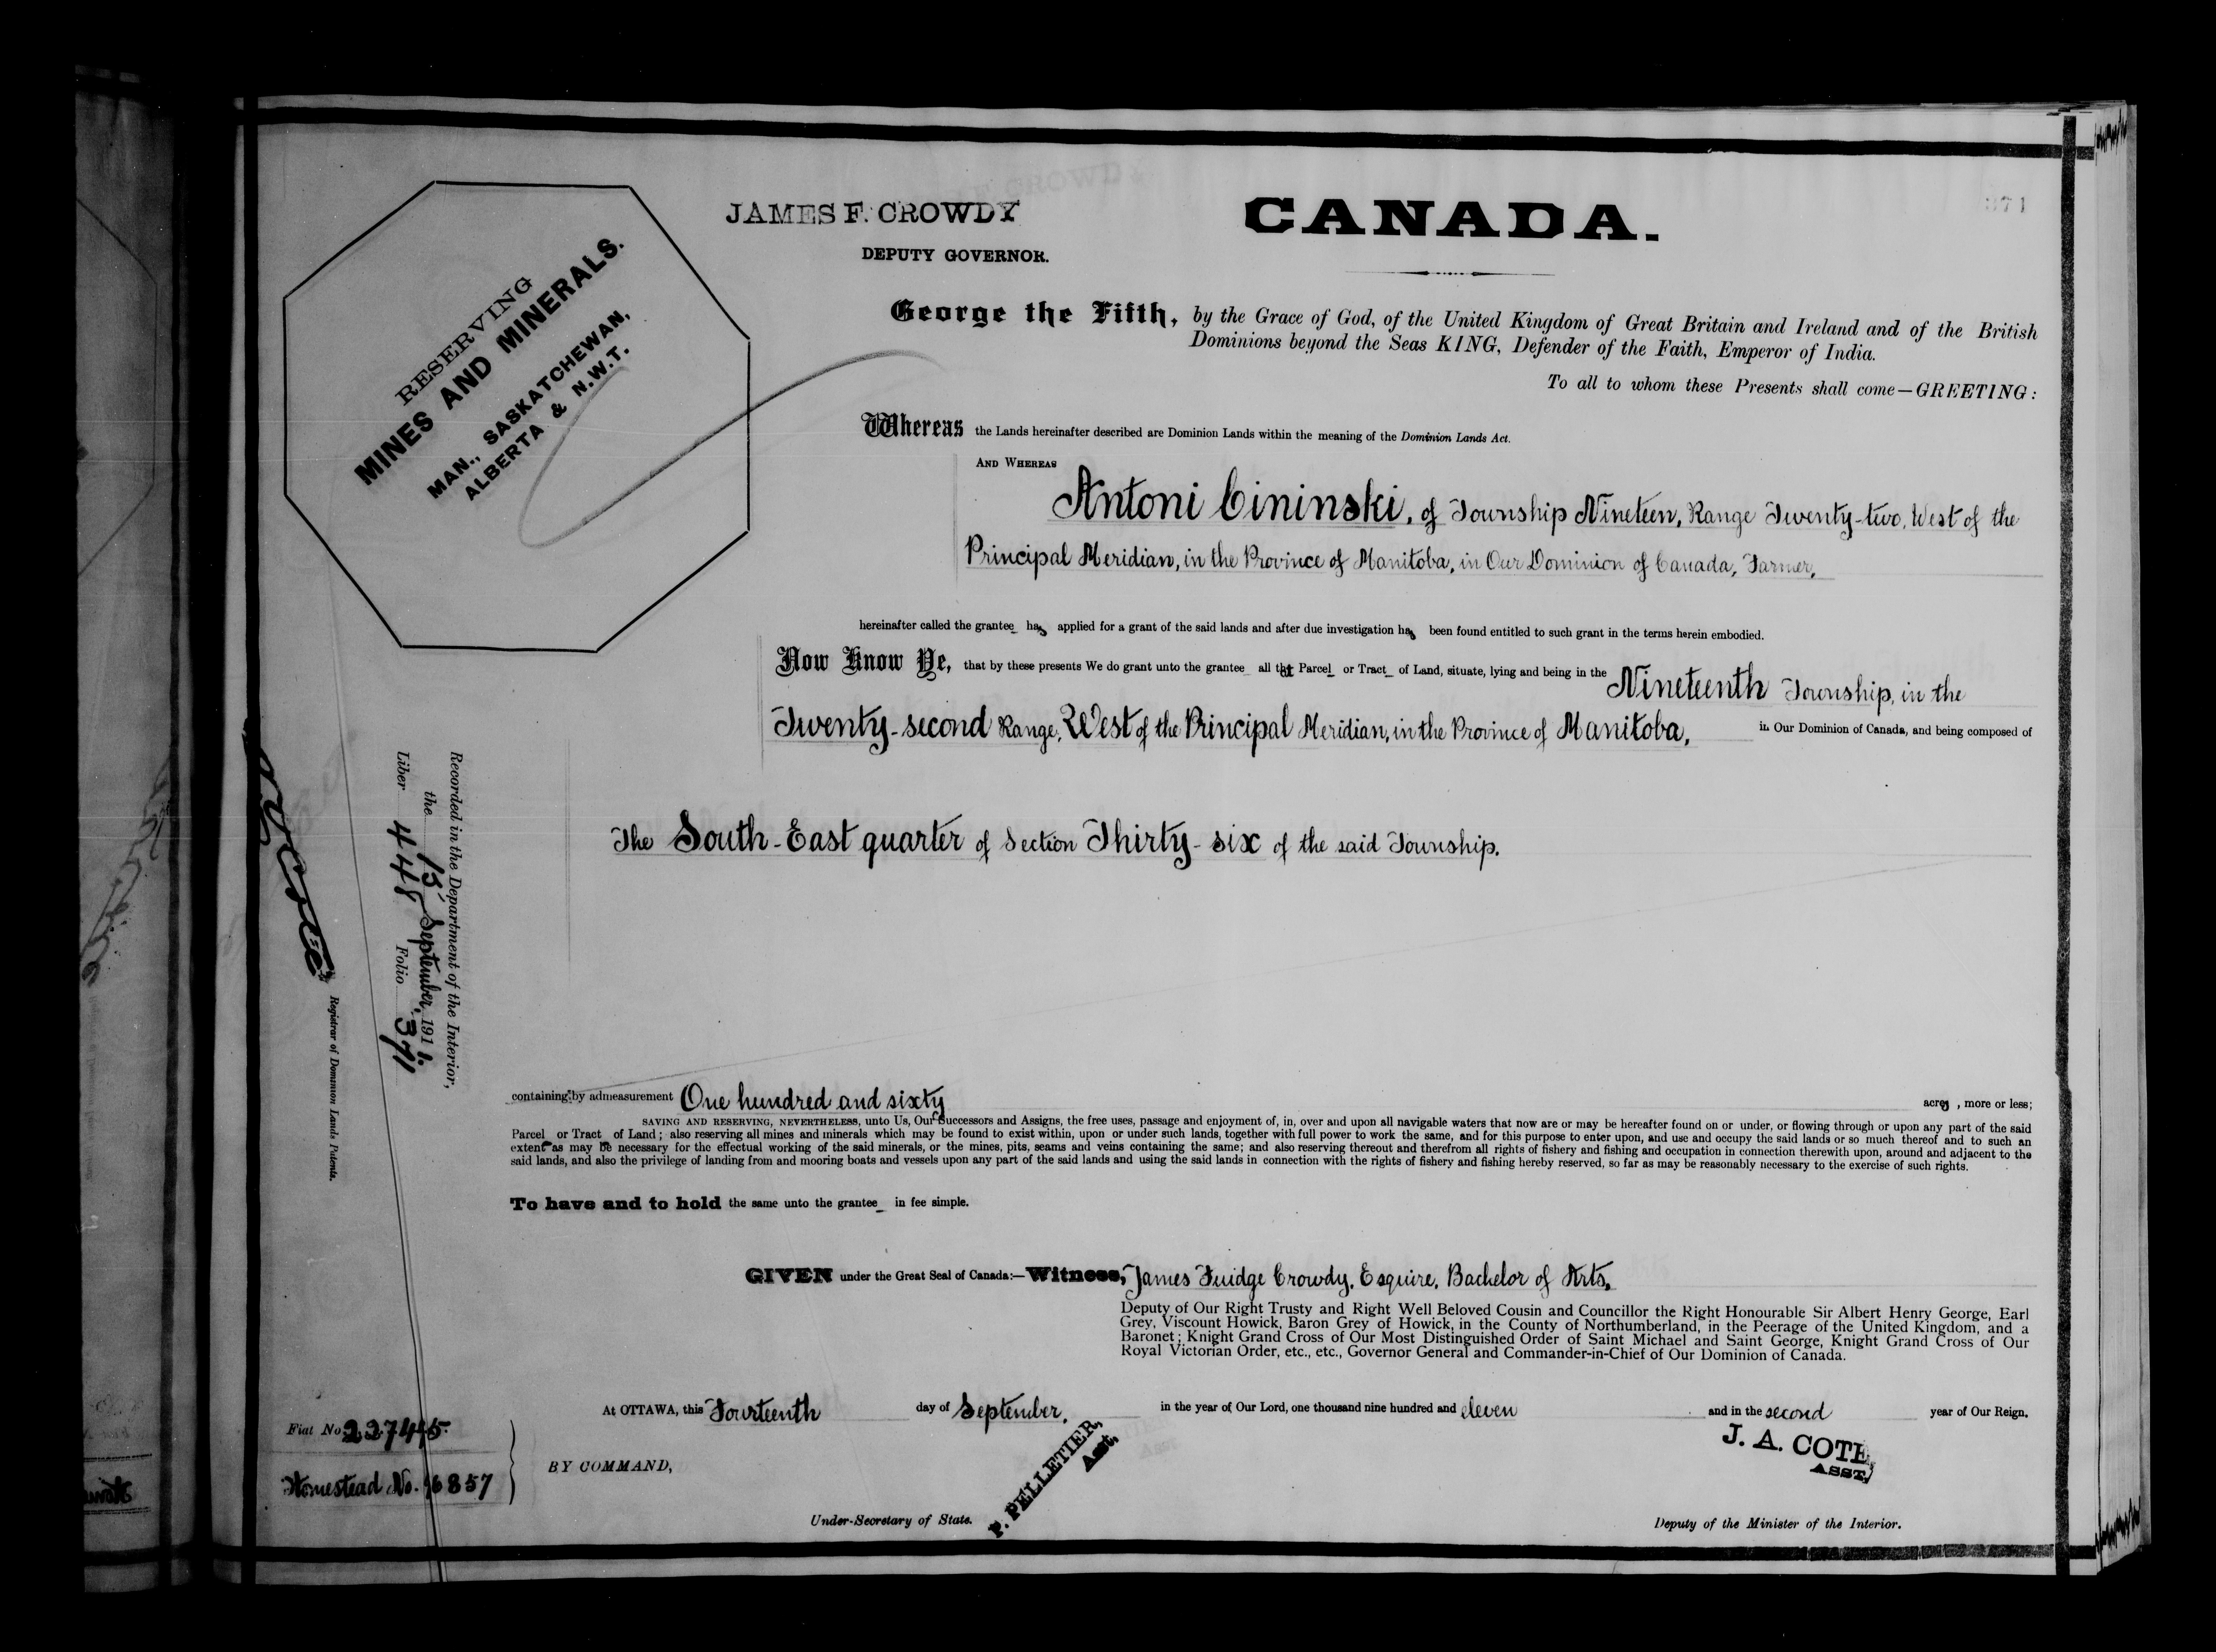 371
JAMES F. CROWDY
DEPUTY GOVERNOR.
CANADA.
RESERVING
MINES AND MINERALS.
MAN., SASKATCHEWAN,
ALBERTA & N.W.T.
George the Fifth, by the Grace of God, of the United Kingdom of Great Britain and Ireland and of the British
Dominions beyond the Seas KING, Defender of the Faith, Emperor of India.
To all to whom these Presents shall come—GREETING:
Whereas the Lands hereinafter described are Dominion Lands within the meaning of the Dominion Lands Act.
AND WHEREAS
Antoni Cininski, of Township Nineteen, Range Twenty-two, West of the
Principal Meridian, in the Province of Manitoba, in Our Dominion of Canada, Farmer,
hereinafter called the grantee has applied for a grant of the said lands and after due investigation has been found entitled to such grant in the terms herein embodied.
Now Know Ye, that by these presents We do grant unto the grantee all that Parcel or Tract of Land, situate, lying and being in the Nineteenth Township, in the
Twenty-second Range, West of the Principal Meridian, in the Province of Manitoba, in Our Dominion of Canada, and being composed of
The South-East quarter of Section Thirty-six of the said Township.
Recorded in the Department of the Interior,
the 15 September, 1911.
Liber 448 Folio 371
Registrar of Dominion Lands Patents.
containing by admeasurement One hundred and sixty acres, more or less;
SAVING AND RESERVING, NEVERTHELESS, unto Us, Our Successors and Assigns, the free uses, passage and enjoyment of, in, over and upon all navigable waters that now are or may be hereafter found on or under, or flowing through or upon any part of the said
Parcel or Tract of Land; also reserving all mines and minerals which may be found to exist within, upon or under such lands, together with full power to work the same, and for this purpose to enter upon, and use and occupy the said lands or so much thereof and to such an
extent as may be necessary for the effectual working of the said minerals, or the mines, pits, seams and veins containing the same; and also reserving thereout and therefrom all rights of fishery and fishing and occupation in connection therewith upon, around and adjacent to the
said lands, and also the privilege of landing from and mooring boats and vessels upon any part of the said lands and using the said lands in connection with the rights of fishery and fishing hereby reserved, so far as may be reasonably necessary to the exercise of such rights.
To have and to hold the same unto the grantee in fee simple.
GIVEN under the Great Seal of Canada:—Witness, James Fuidge Crowdy, Esquire, Bachelor of Arts,
Deputy of Our Right Trusty and Right Well Beloved Cousin and Councillor the Right Honourable Sir Albert Henry George, Earl
Grey, Viscount Howick, Baron Grey of Howick, in the County of Northumberland, in the Peerage of the United Kingdom, and a
Baronet; Knight Grand Cross of Our Most Distinguished Order of Saint Michael and Saint George, Knight Grand Cross of Our
Royal Victorian Order, etc., etc., Governor General and Commander-in-Chief of Our Dominion of Canada.
At OTTAWA, this Fourteenth day of September, in the year of Our Lord, one thousand nine hundred and eleven and in the second year of Our Reign.
Fiat No 227445.
Homestead No.
BY COMMAND,
P. PELLETIER,
Asst,
Under-Secretary of State.
J. A. COTE,
ASST,
Deputy of the Minister of the Interior.